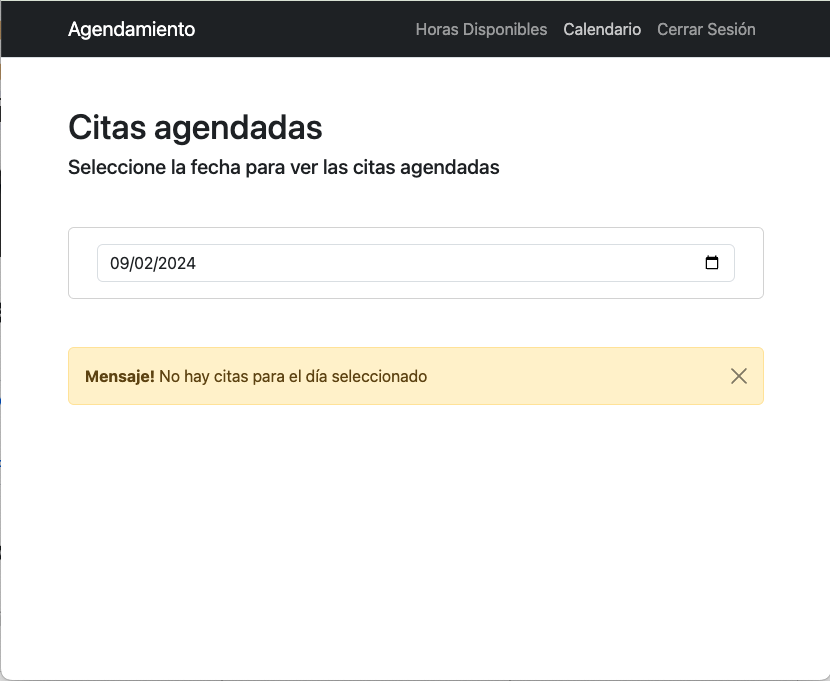 Agendamiento Horas Disponibles Calendario Cerrar Sesión
Citas agendadas
Seleccione la fecha para ver las citas agendadas
09/02/2024
Mensaje! No hay citas para el día seleccionado